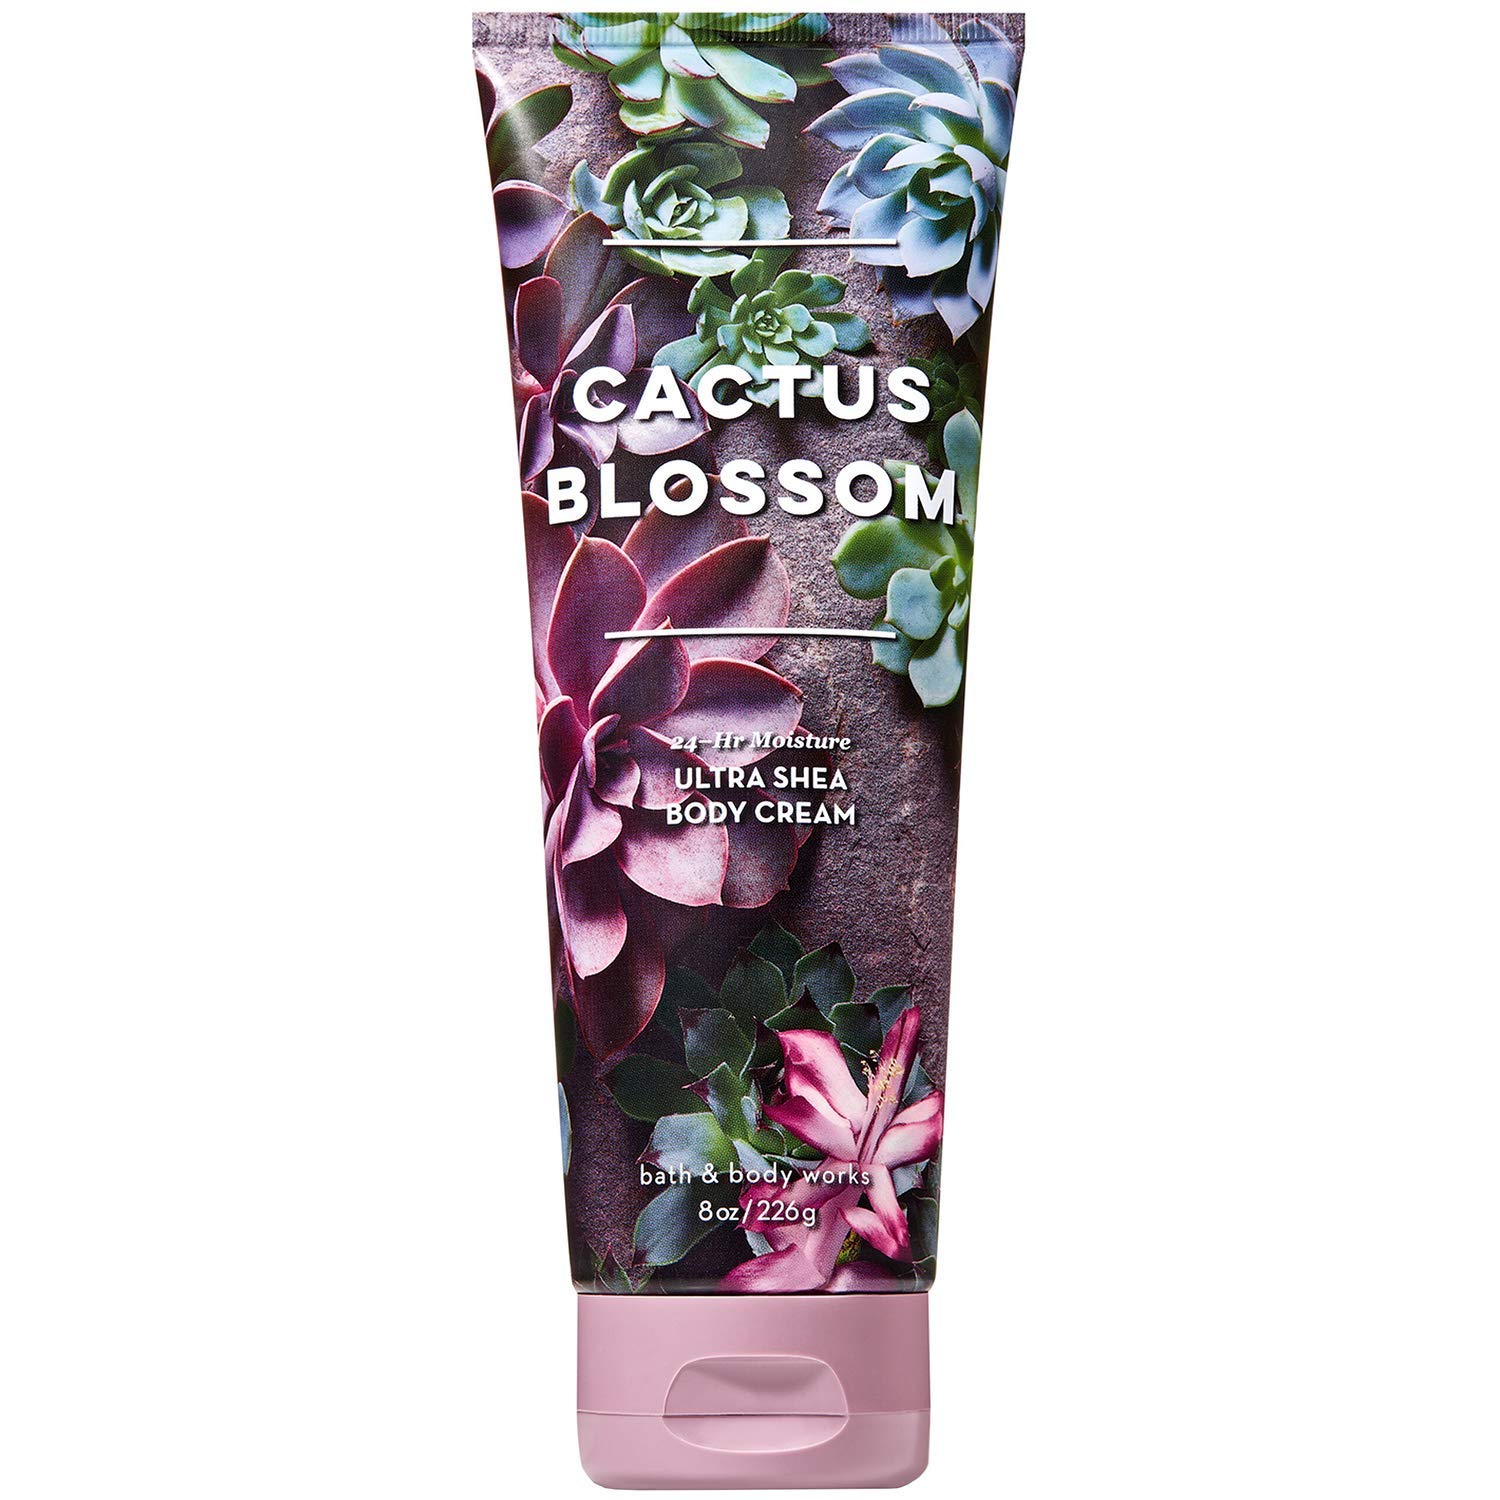 CACTUS
BLOSSOM
24-Hr Moisture
ULTRA SHEA
BODY CREAM
bath & body works
8 oz/226g